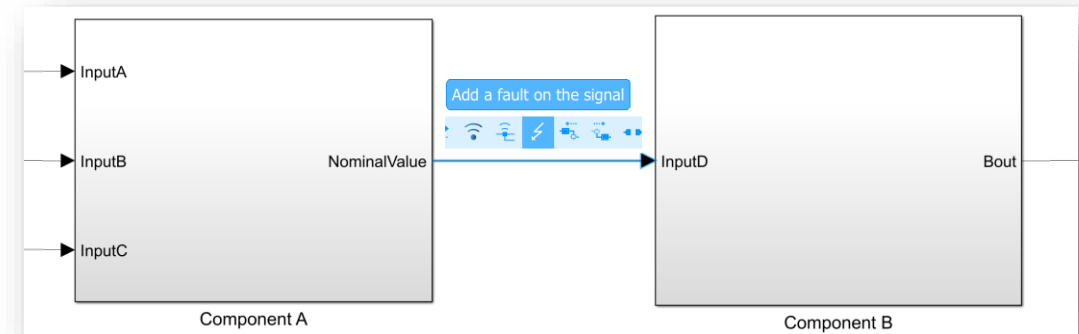 InputA
InputB
InputC
NominalValue
Component A
Add a fault on the signal
InputD
Bout
Component B